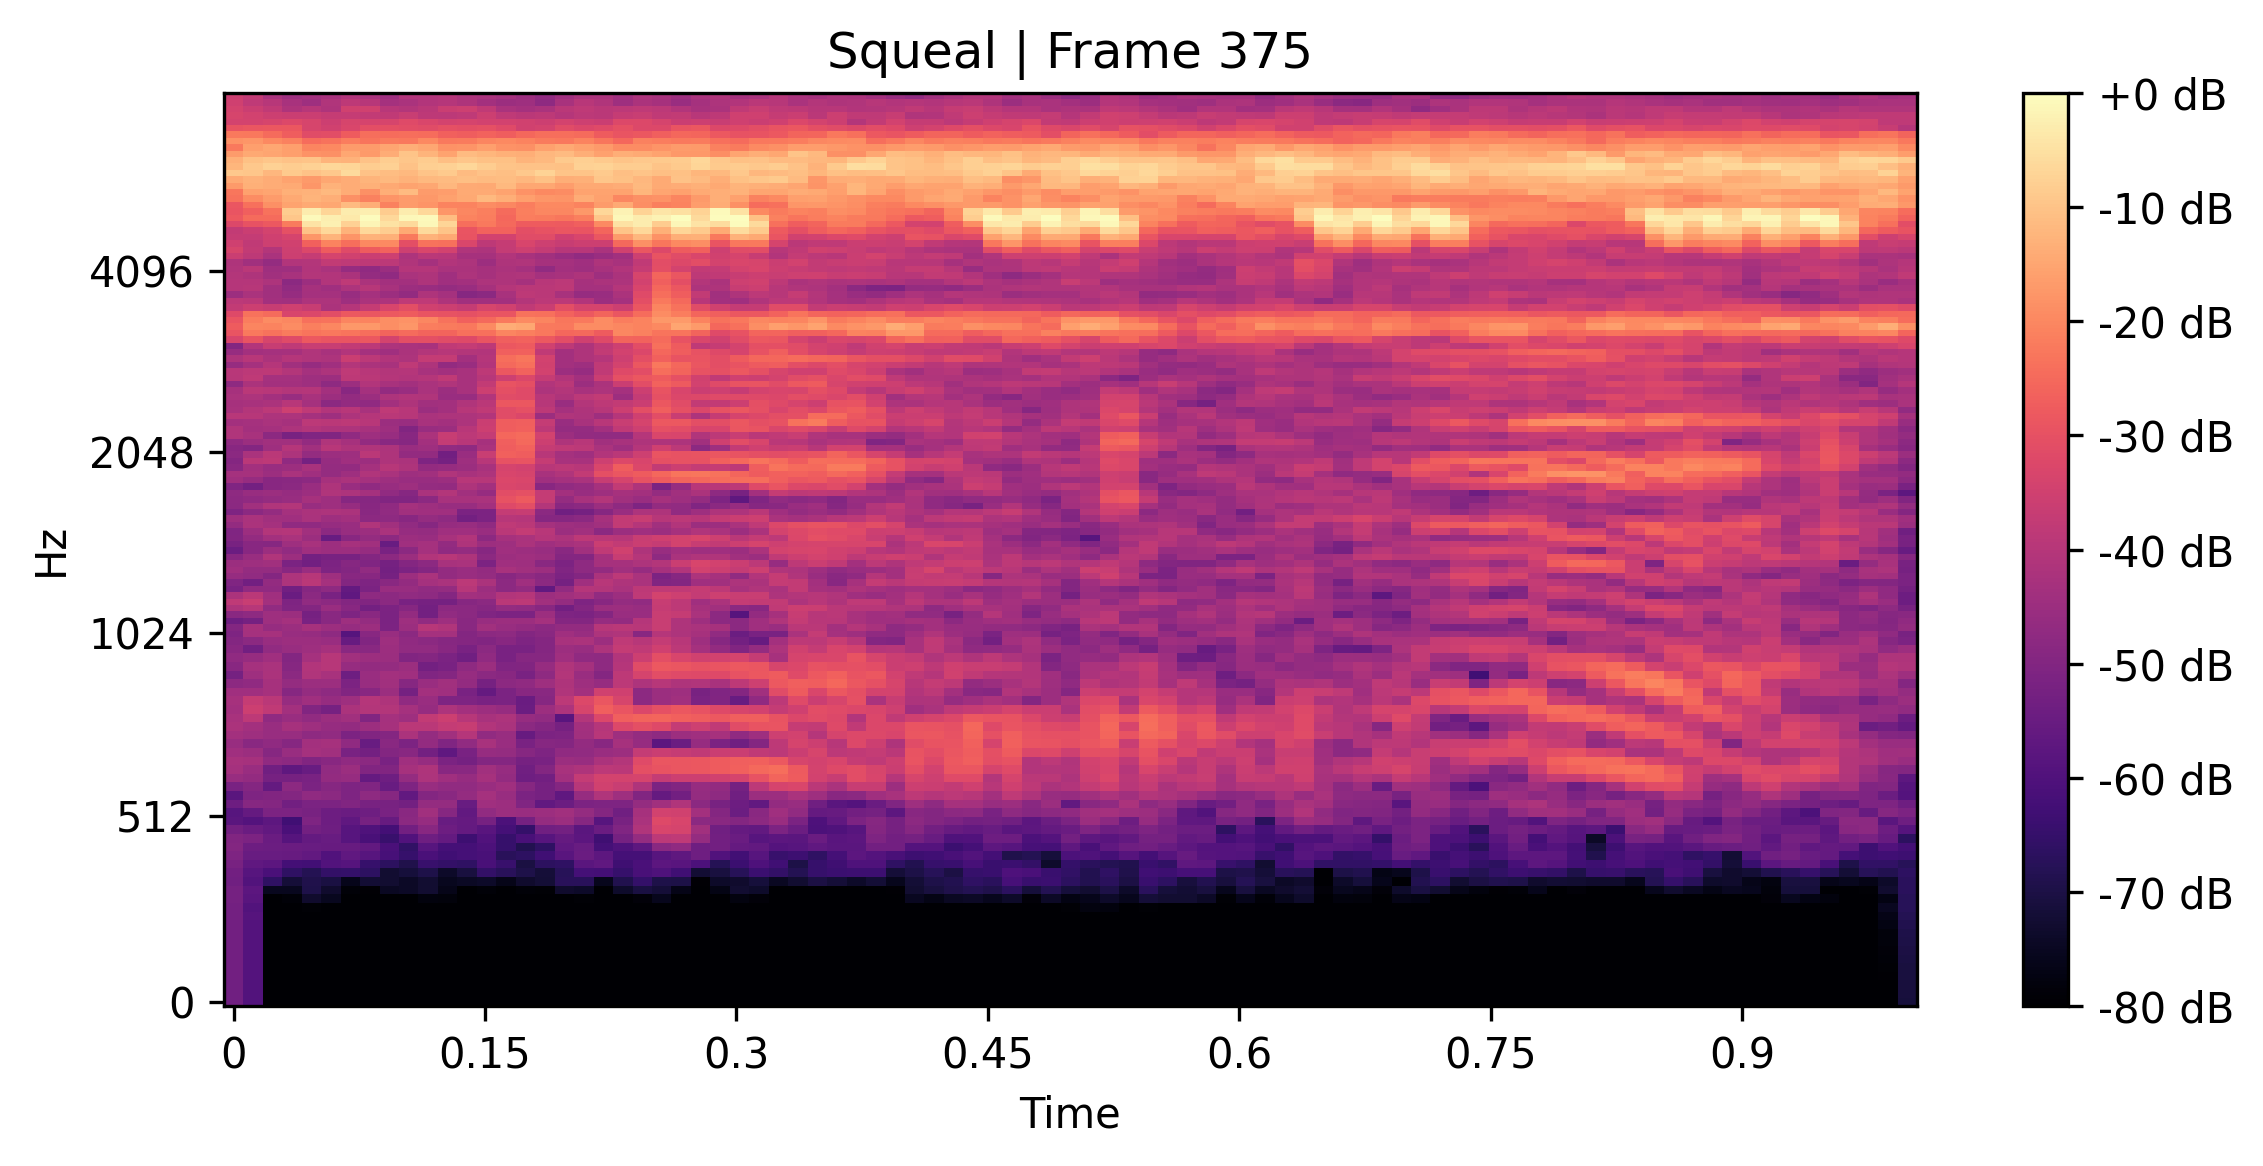 Squeal | Frame 375
+0 dB
-10 dB
-20 dB
-30 dB
-40 dB
-50 dB
-60 dB
-70 dB
-80 dB
Hz
4096
2048
1024
512
0
0 0.15 0.3 0.45 0.6 0.75 0.9
Time